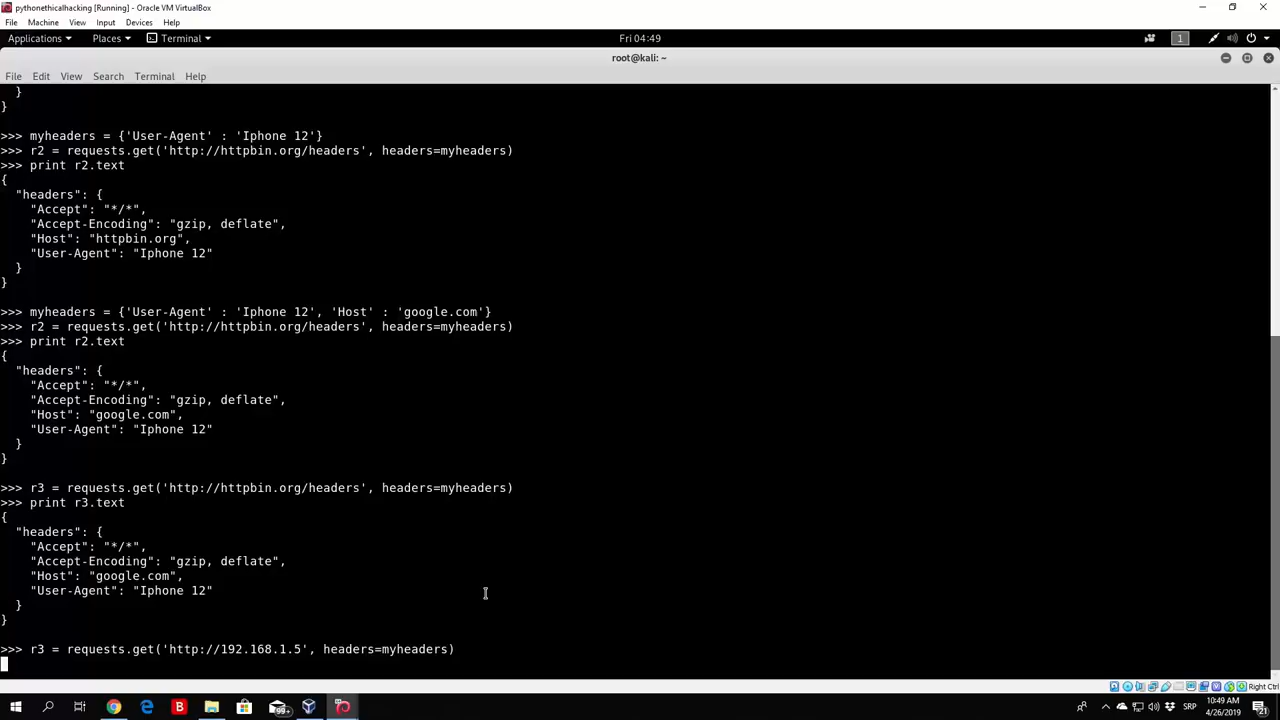 pythonethicalhacking [Running] - Oracle VM VirtualBox
File Machine View Input Devices Help
Applications Places Terminal Fri 04:49 1
root@kali: ~
File Edit View Search Terminal Help
}
}
>>> myheaders = {'User-Agent' : 'Iphone 12'}
>>> r2 = requests.get('http://httpbin.org/headers', headers=myheaders)
>>> print r2.text
{
"headers": {
"Accept": "*/*",
"Accept-Encoding": "gzip, deflate",
"Host": "httpbin.org",
"User-Agent": "Iphone 12"
}
}
>>> myheaders = {'User-Agent' : 'Iphone 12', 'Host' : 'google.com'}
>>> r2 = requests.get('http://httpbin.org/headers', headers=myheaders)
>>> print r2.text
{
"headers": {
"Accept": "*/*",
"Accept-Encoding": "gzip, deflate",
"Host": "google.com",
"User-Agent": "Iphone 12"
}
}
>>> r3 = requests.get('http://httpbin.org/headers', headers=myheaders)
>>> print r3.text
{
"headers": {
"Accept": "*/*",
"Accept-Encoding": "gzip, deflate",
"Host": "google.com",
"User-Agent": "Iphone 12"
}
}
>>> r3 = requests.get('http://192.168.1.5', headers=myheaders)
Right Ctrl
B 99+ SRP 10:49 AM
4/26/2019 21